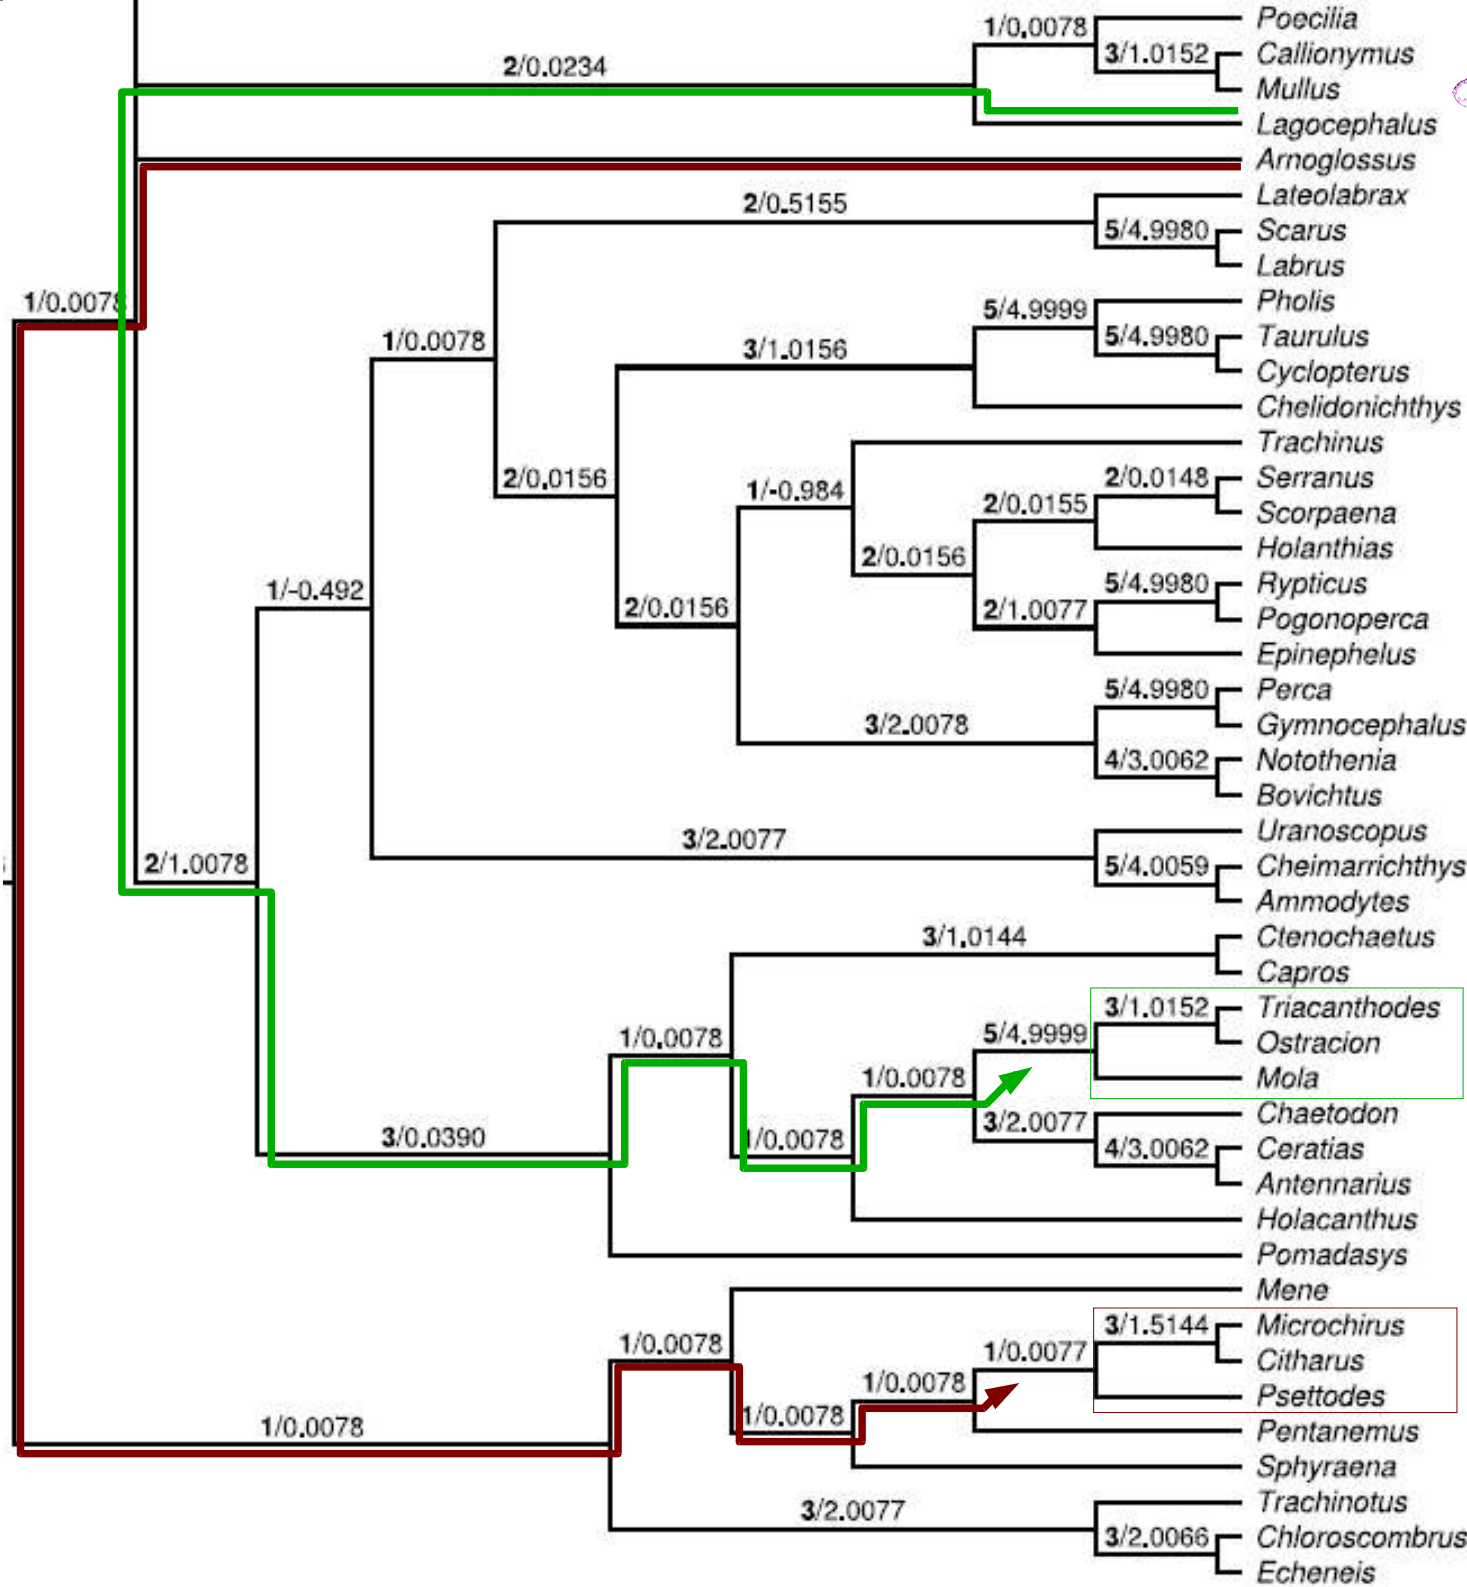 Poecilia
1/0.0078
Callionymus
3/1.0152
2/0.0234
Mullus
Lagocephalus
Arnoglossus
Lateolabrax
2/0.5155
Scarus
5/4.9980
Labrus
Pholis
1/0.0078
5/4.9999
Taurulus
5/4.9980
1/0.0078
3/1.0156
Cyclopterus
Chelidonichthys
Trachinus
Serranus
2/0.0148
2/0.0156
1/-0.984
2/0.0155
Scorpaena
Holanthias
2/0.0156
Rypticus
5/4.9980
1/-0.492
2/0.0156
2/1.0077
Pogonoperca
Epinephelus
Perca
5/4.9980
Gymnocephalus
3/2.0078
Notothenia
4/3.0062
Bovichtus
Uranoscopus
3/2.0077
2/1.0078
Cheimarrichthys
5/4.0059
Ammodytes
Ctenochaetus
3/1.0144
Capros
Triacanthodes
3/1.0152
1/0.0078
5/4.9999
Ostracion
1/0.0078
Mola
Chaetodon
3/2.0077
3/0.0390
1/0.0078
Ceratias
4/3.0062
Antennarius
Holacanthus
Pomadasys
Mene
Microchirus
3/1.5144
1/0.0078
1/0.0077
Citharus
1/0.0078
Psettodes
1/0.0078
1/0.0078
Pentanemus
Sphyraena
Trachinotus
3/2.0077
Chloroscombrus
3/2.0066
Echeneis